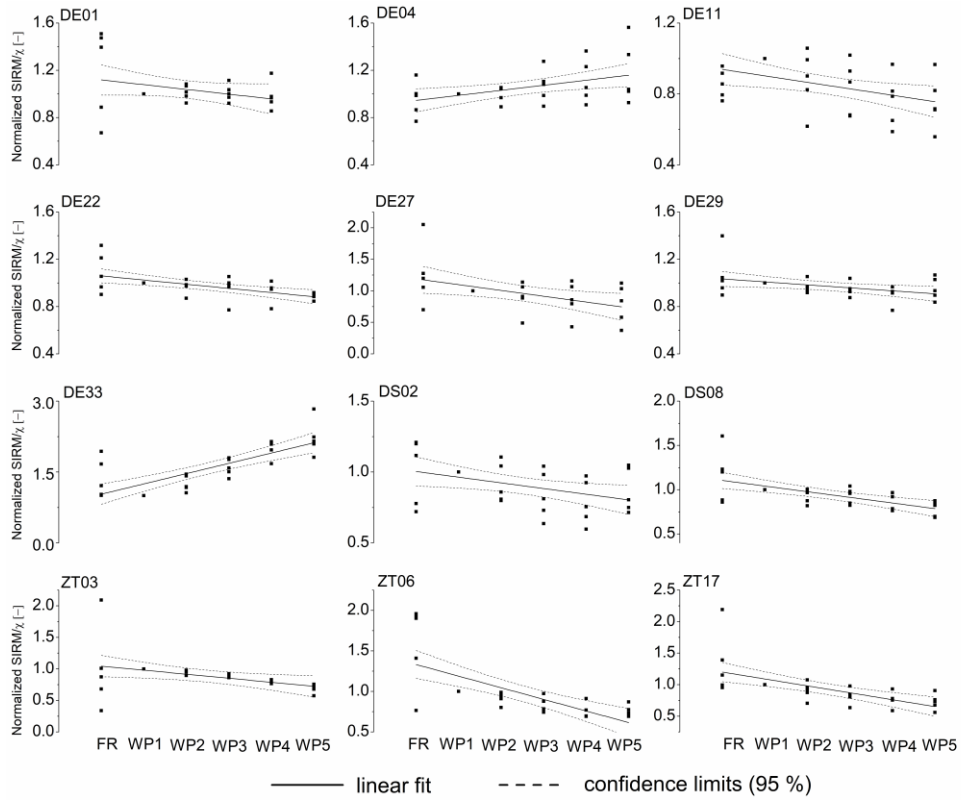 DE01 DE04 DE11
Normalized SIRM/χ [−]
1.6 1.2 0.8 0.4
1.6 1.2 0.8 0.4
1.2 0.8 0.4
DE22 DE27 DE29
Normalized SIRM/χ [−]
1.6 1.2 0.8 0.4
2.0 1.5 1.0 0.5 0.0
1.6 1.2 0.8 0.4
DE33 DS02 DS08
Normalized SIRM/χ [−]
3.0 1.5 0.0
1.5 1.0 0.5
2.0 1.5 1.0 0.5
ZT03 ZT06 ZT17
Normalized SIRM/χ [−]
2.0 1.5 1.0 0.5 0.0
2.0 1.5 1.0 0.5
2.5 2.0 1.5 1.0 0.5
FR WP1 WP2 WP3 WP4 WP5 FR WP1 WP2 WP3 WP4 WP5 FR WP1 WP2 WP3 WP4 WP5
linear fit confidence limits (95 %)